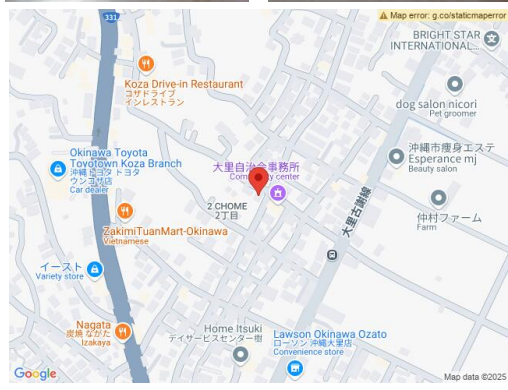 331
Map error: g.co/staticmaperror
BRIGHT STAR
INTERNATIONAL...
Koza Drive-in Restaurant
コザドライブ
インレストラン
dog salon nicori
Pet groomer
Okinawa Toyota
Toyotown Koza Branch
沖縄トヨタ トヨタ
ウンコザ店
Car dealer
大里自治会事務所
Community center
沖縄市痩身エステ
Esperance mj
Beauty salon
2 CHOME
2丁目
大里古謝線
仲村ファーム
Farm
ZakimiTuanMart-Okinawa
Vietnamese
イースト
Variety store
Nagata
炭焼 ながた
Izakaya
Home Itsuki
デイサービスセンター樹
Lawson Okinawa Ozato
ローソン 沖縄大里店
Convenience store
Google
Map data ©2025